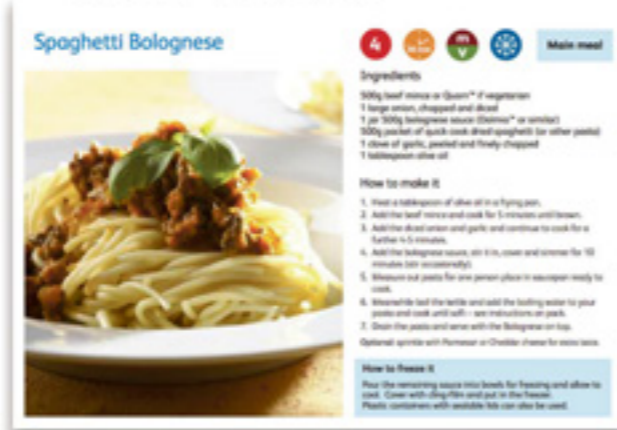 Spaghetti Bolognese
4
m
v
Main meal
Ingredients
500g beef mince or Quorn™ if vegetarian
1 large onion, chopped and diced
1 jar 500g bolognese sauce (Dolmio™ or similar)
500g packet of quick cook dried spaghetti (or other pasta)
1 clove of garlic, peeled and finely chopped
1 tablespoon olive oil
How to make it
1. Heat a tablespoon of olive oil in a frying pan.
2. Add the beef mince and cook for 5 minutes until brown.
3. Add the diced onion and garlic and continue to cook for a
further 4-5 minutes.
4. Add the bolognese sauce, stir it in, cover and simmer for 10
minutes (stir occasionally).
5. Measure out pasta for one person place in saucepan ready to
cook.
6. Meanwhile boil the kettle and add the boiling water to your
pasta and cook until soft – see instructions on pack.
7. Drain the pasta and serve with the Bolognese on top.
Optional: sprinkle with Parmesan or Cheddar cheese for extra taste.
How to freeze it
Pour the remaining sauce into bowls for freezing and allow to
cool. Cover with cling-film and put in the freezer.
Plastic containers with sealable lids can also be used.